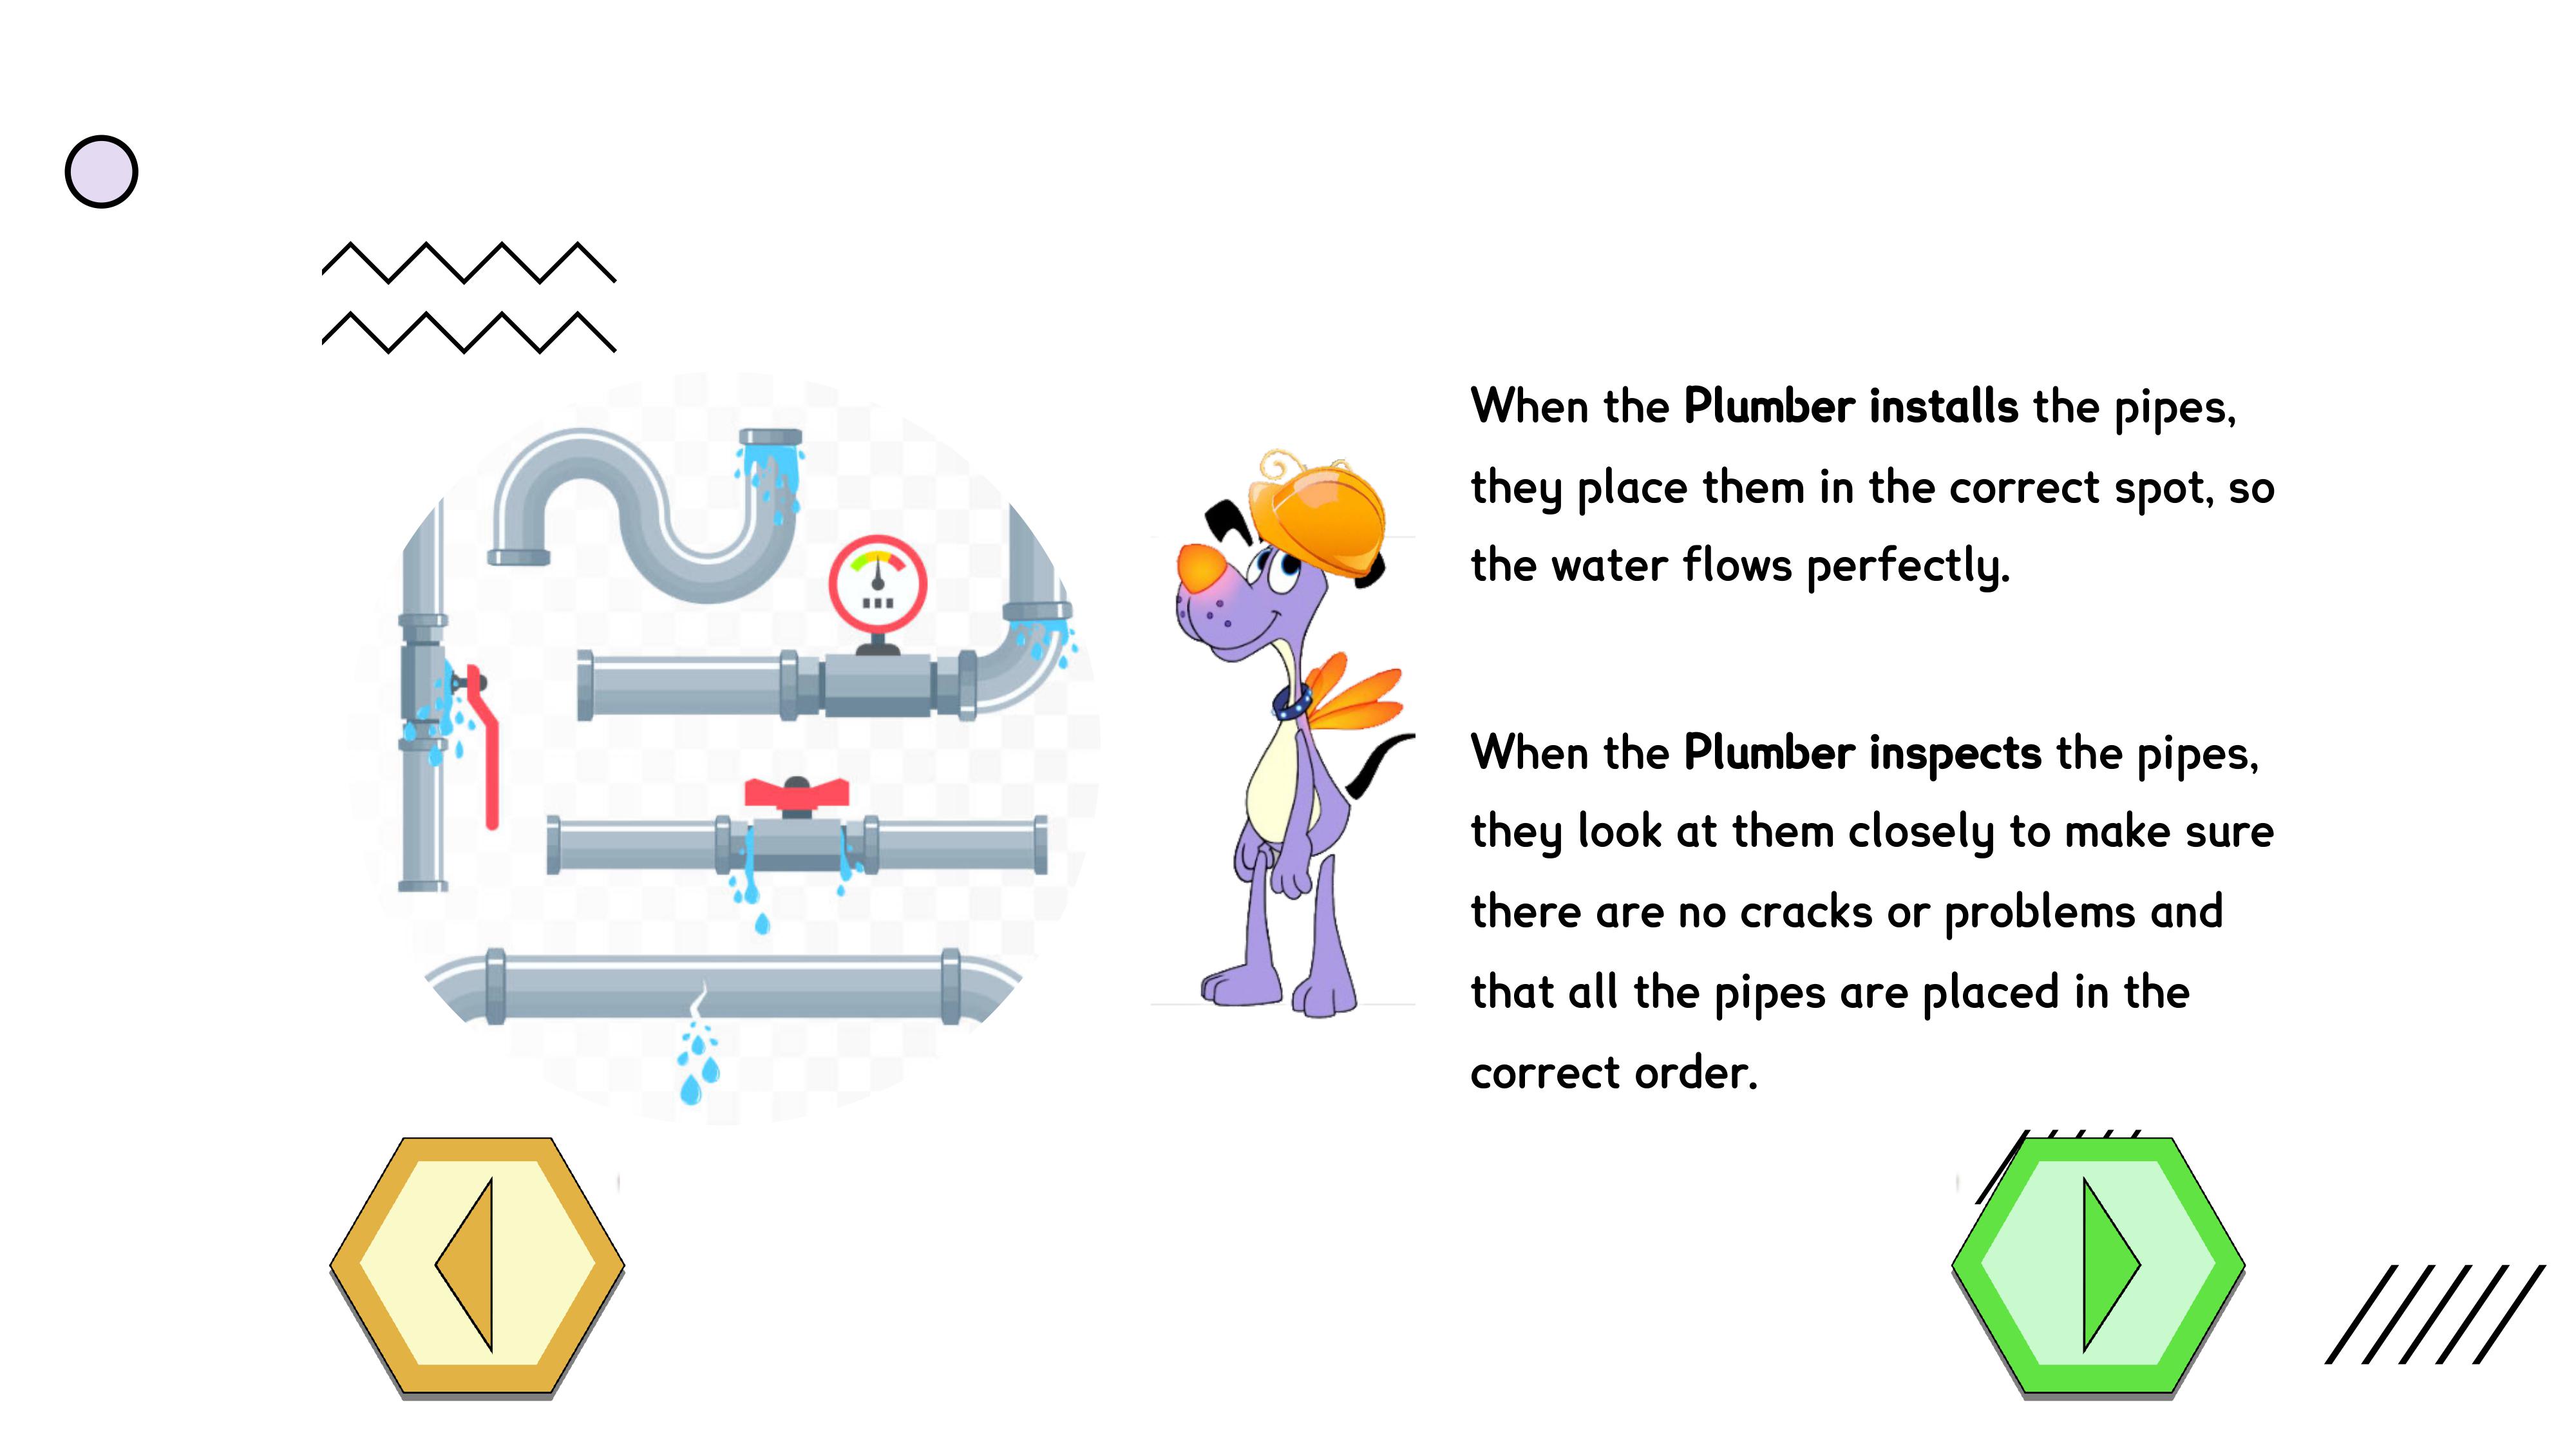 When the Plumber installs the pipes,
they place them in the correct spot, so
the water flows perfectly.
When the Plumber inspects the pipes,
they look at them closely to make sure
there are no cracks or problems and
that all the pipes are placed in the
correct order.